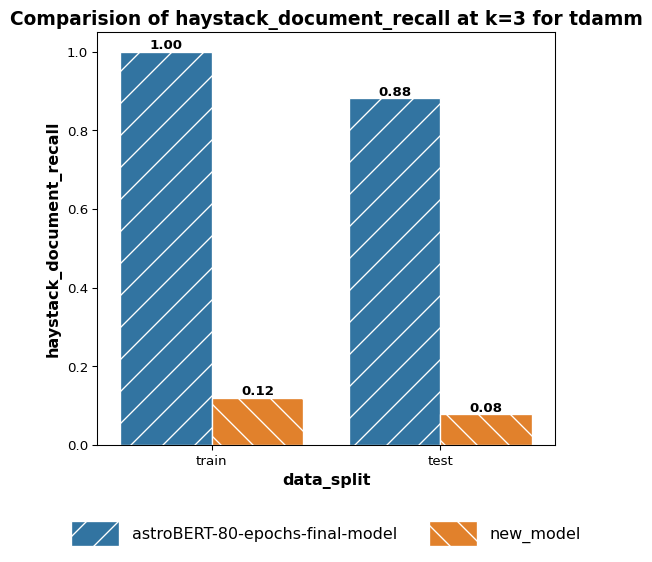 Comparision of haystack_document_recall at k=3 for tdamm
haystack_document_recall
1.0
0.8
0.6
0.4
0.2
0.0
1.00
0.12
0.88
0.08
train
test
data_split
astroBERT-80-epochs-final-model
new_model